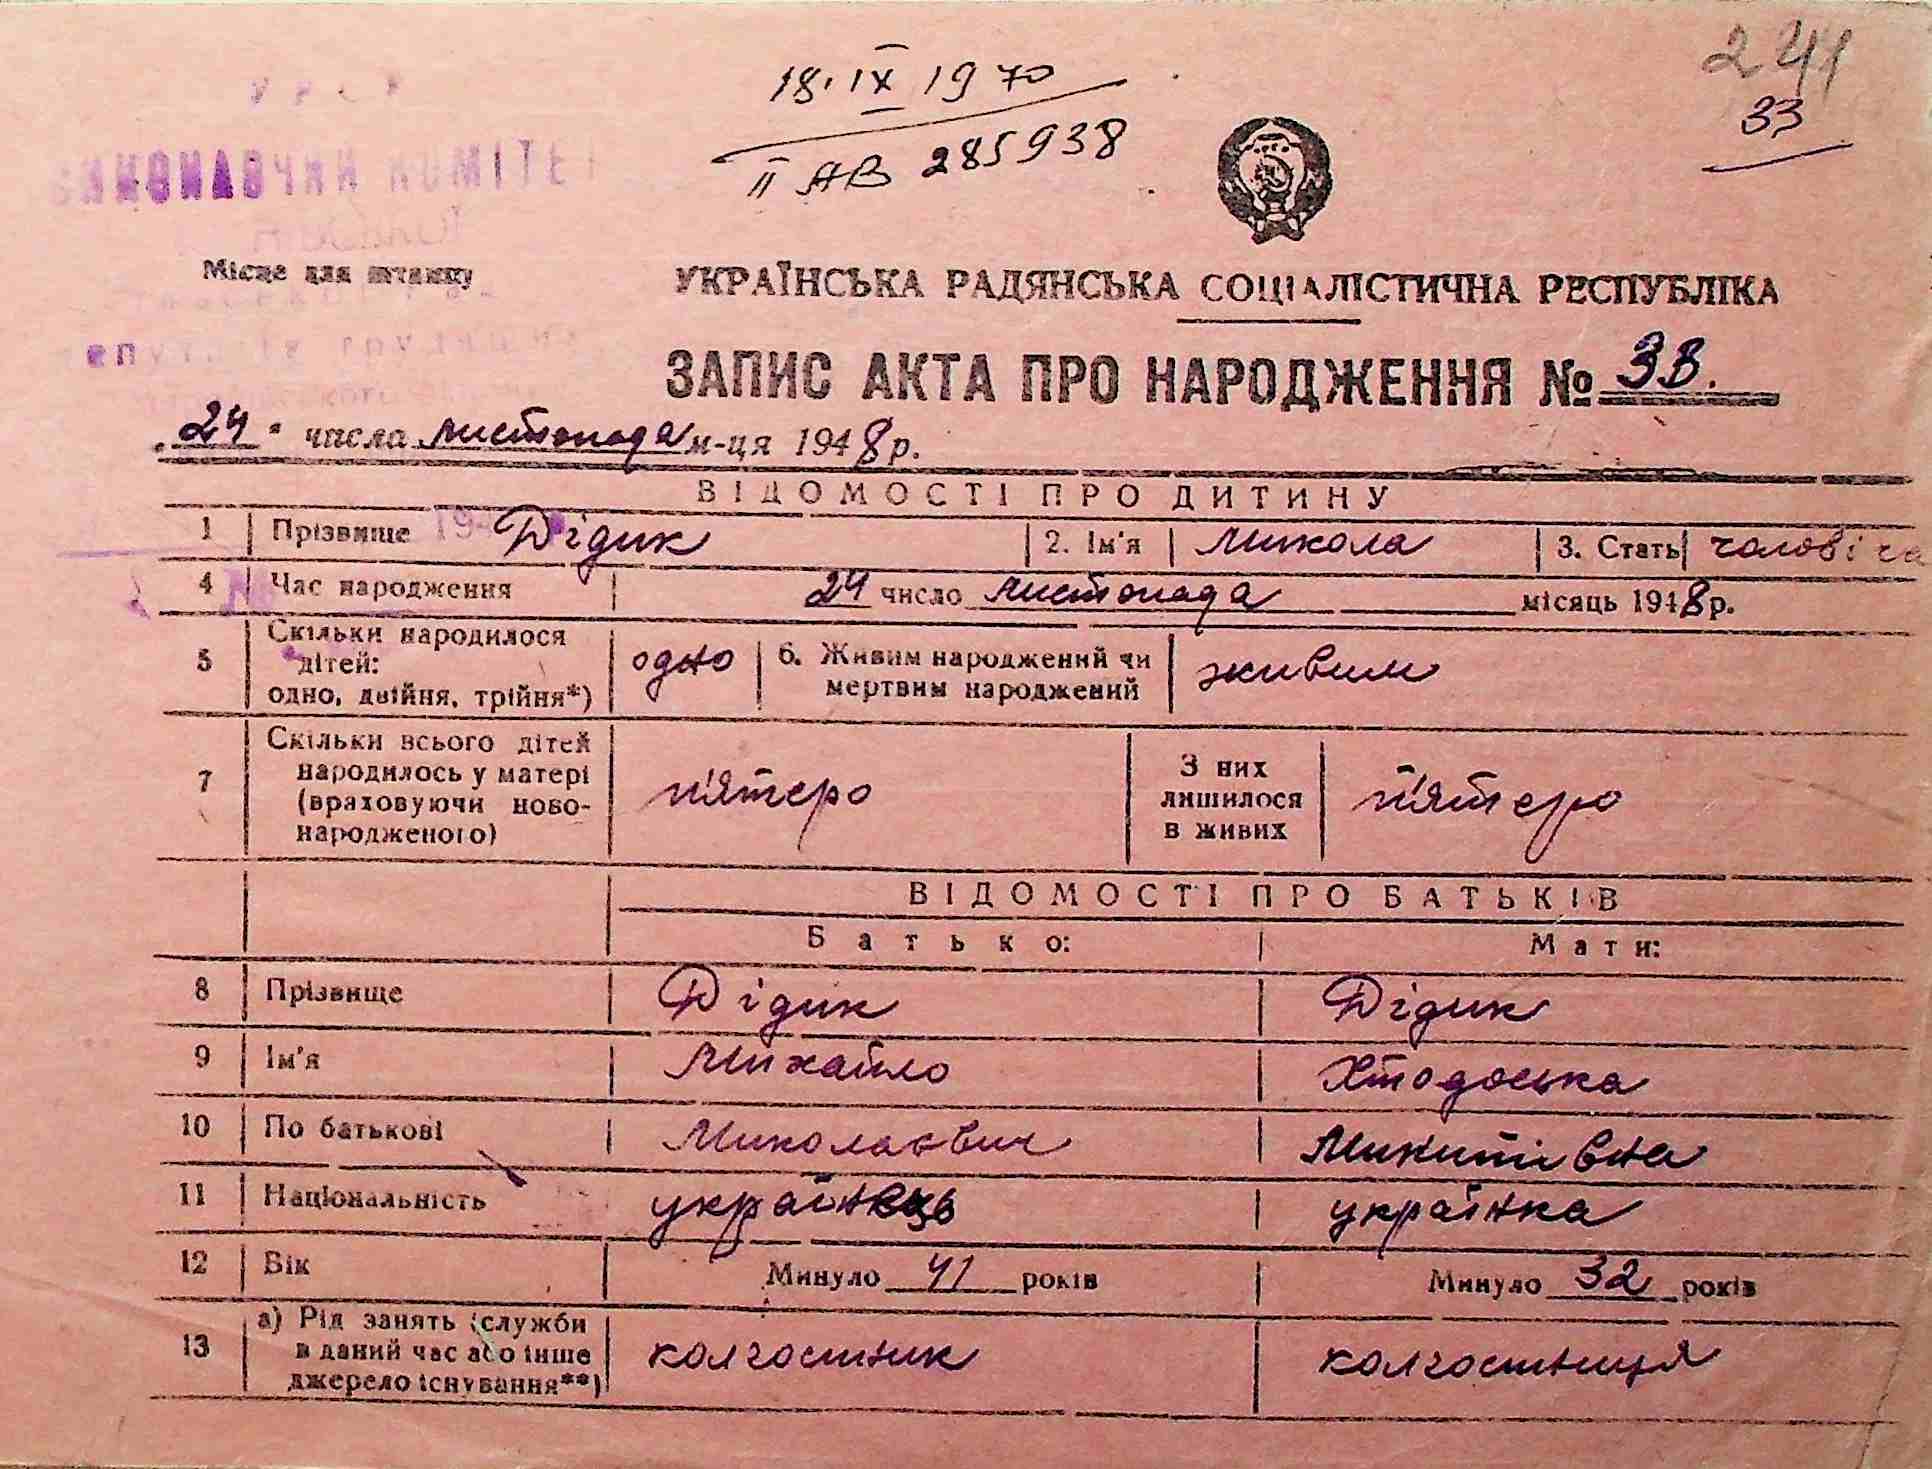 241
33
18. IX 1970
II АВ 285938
ВИКОНАВЧИЙ КОМІТЕТ
Місце для штампу
УКРАЇНСЬКА РАДЯНСЬКА СОЦІАЛІСТИЧНА РЕСПУБЛІКА
ЗАПИС АКТА ПРО НАРОДЖЕННЯ № 33.
„24" числа листопада м-ця 1948 р.
ВІДОМОСТІ ПРО ДИТИНУ
1 Прізвище Дідик 2. Ім'я Микола 3. Стать чоловіча
4 Час народження 24 число листопада місяць 1948 р.
5 Скільки народилося дітей: одно, двійня, трійня*) одно 6. Живим народжений чи мертвим народжений живим
7 Скільки всього дітей народилось у матері (враховуючи новонародженого) п'ятеро З них лишилося в живих п'ятеро
ВІДОМОСТІ ПРО БАТЬКІВ
Батько: Мати:
8 Прізвище Дідик Дідик
9 Ім'я Михайло Хтодоська
10 По батькові Миколаєвич Микитівна
11 Національність українець українка
12 Вік Минуло 41 років Минуло 32 років
13 а) Рід занять (служби в даний час або інше джерело існування**) колгоспник колгоспниця